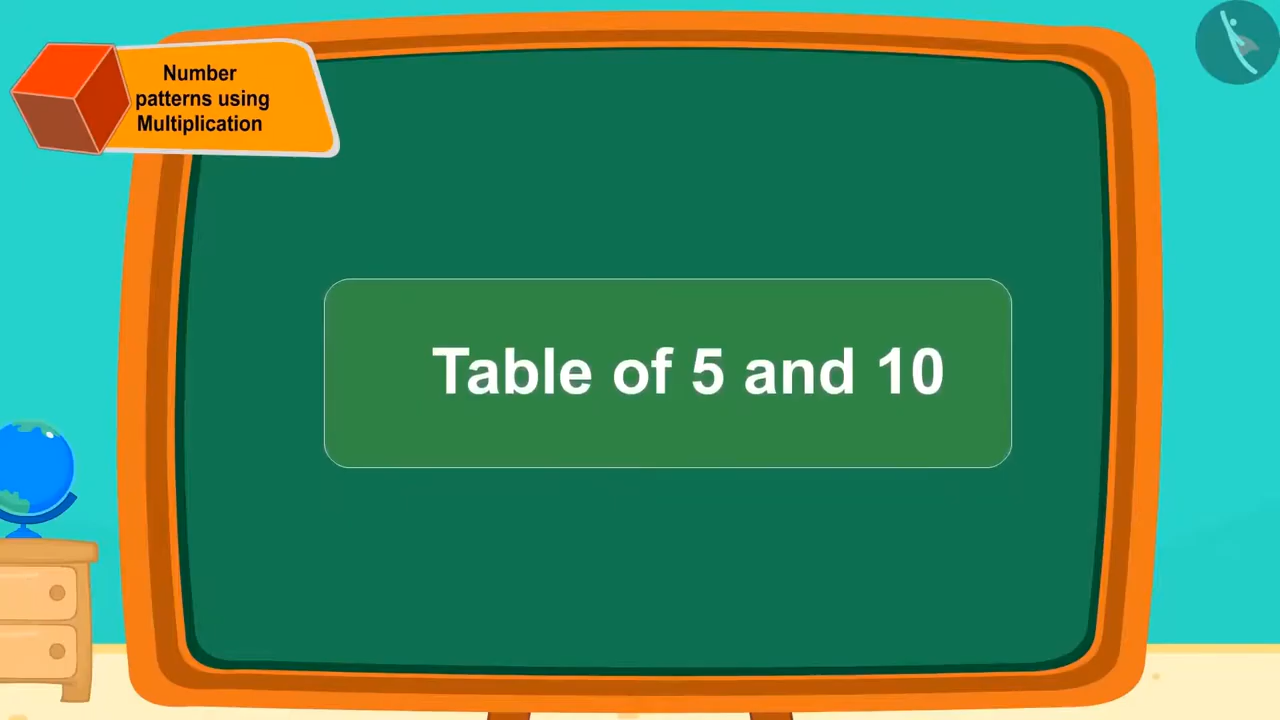 Number
patterns using
Multiplication
Table of 5 and 10